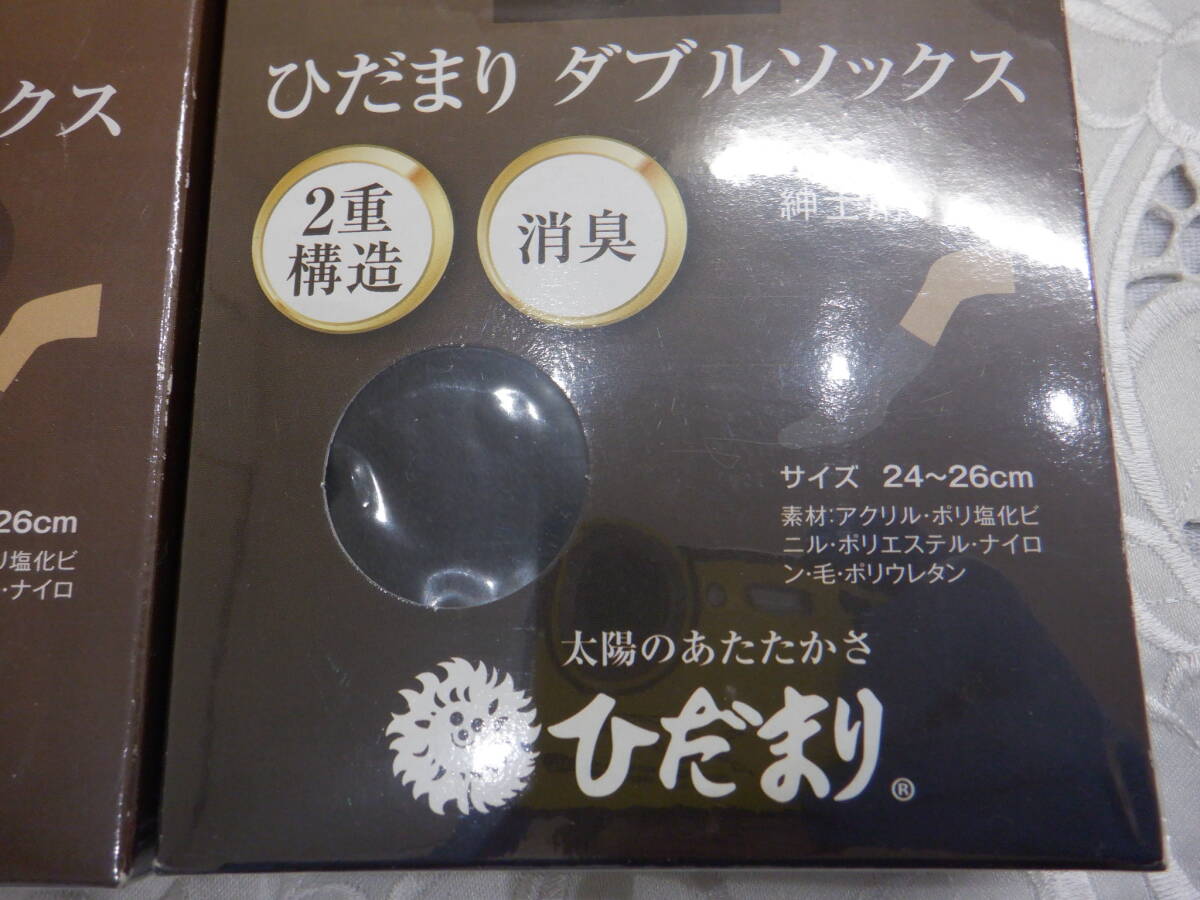 クス
26cm
塩化ビ
・ナイロ
ひだまり ダブルソックス
2重
構造
消臭
紳士用
サイズ 24～26cm
素材：アクリル・ポリ塩化ビ
ニル・ポリエステル・ナイロ
ン・毛・ポリウレタン
太陽のあたたかさ
ひだまり®